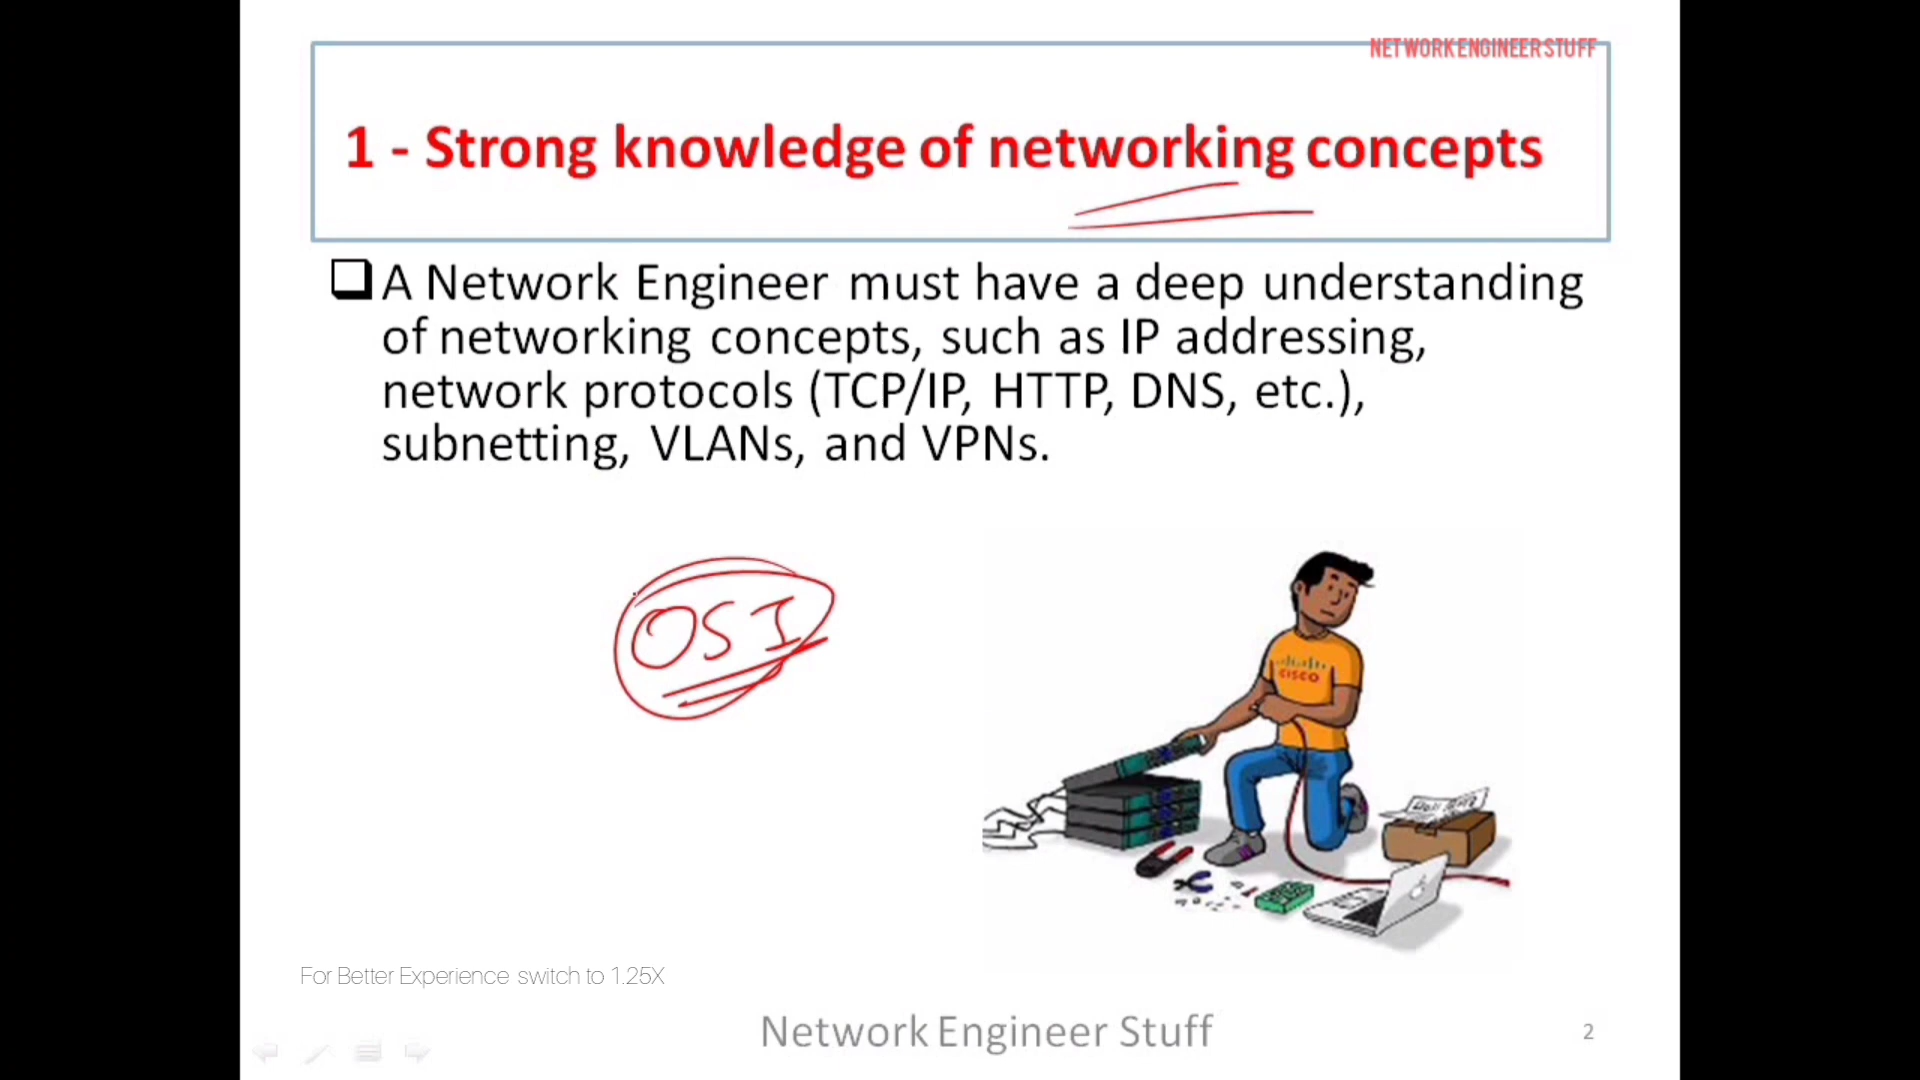 NETWORK ENGINEER STUFF
1 - Strong knowledge of networking concepts
A Network Engineer must have a deep understanding
of networking concepts, such as IP addressing,
network protocols (TCP/IP, HTTP, DNS, etc.),
subnetting, VLANs, and VPNs.
OSI
CISCO
For Better Experience switch to 1.25X
Network Engineer Stuff
2